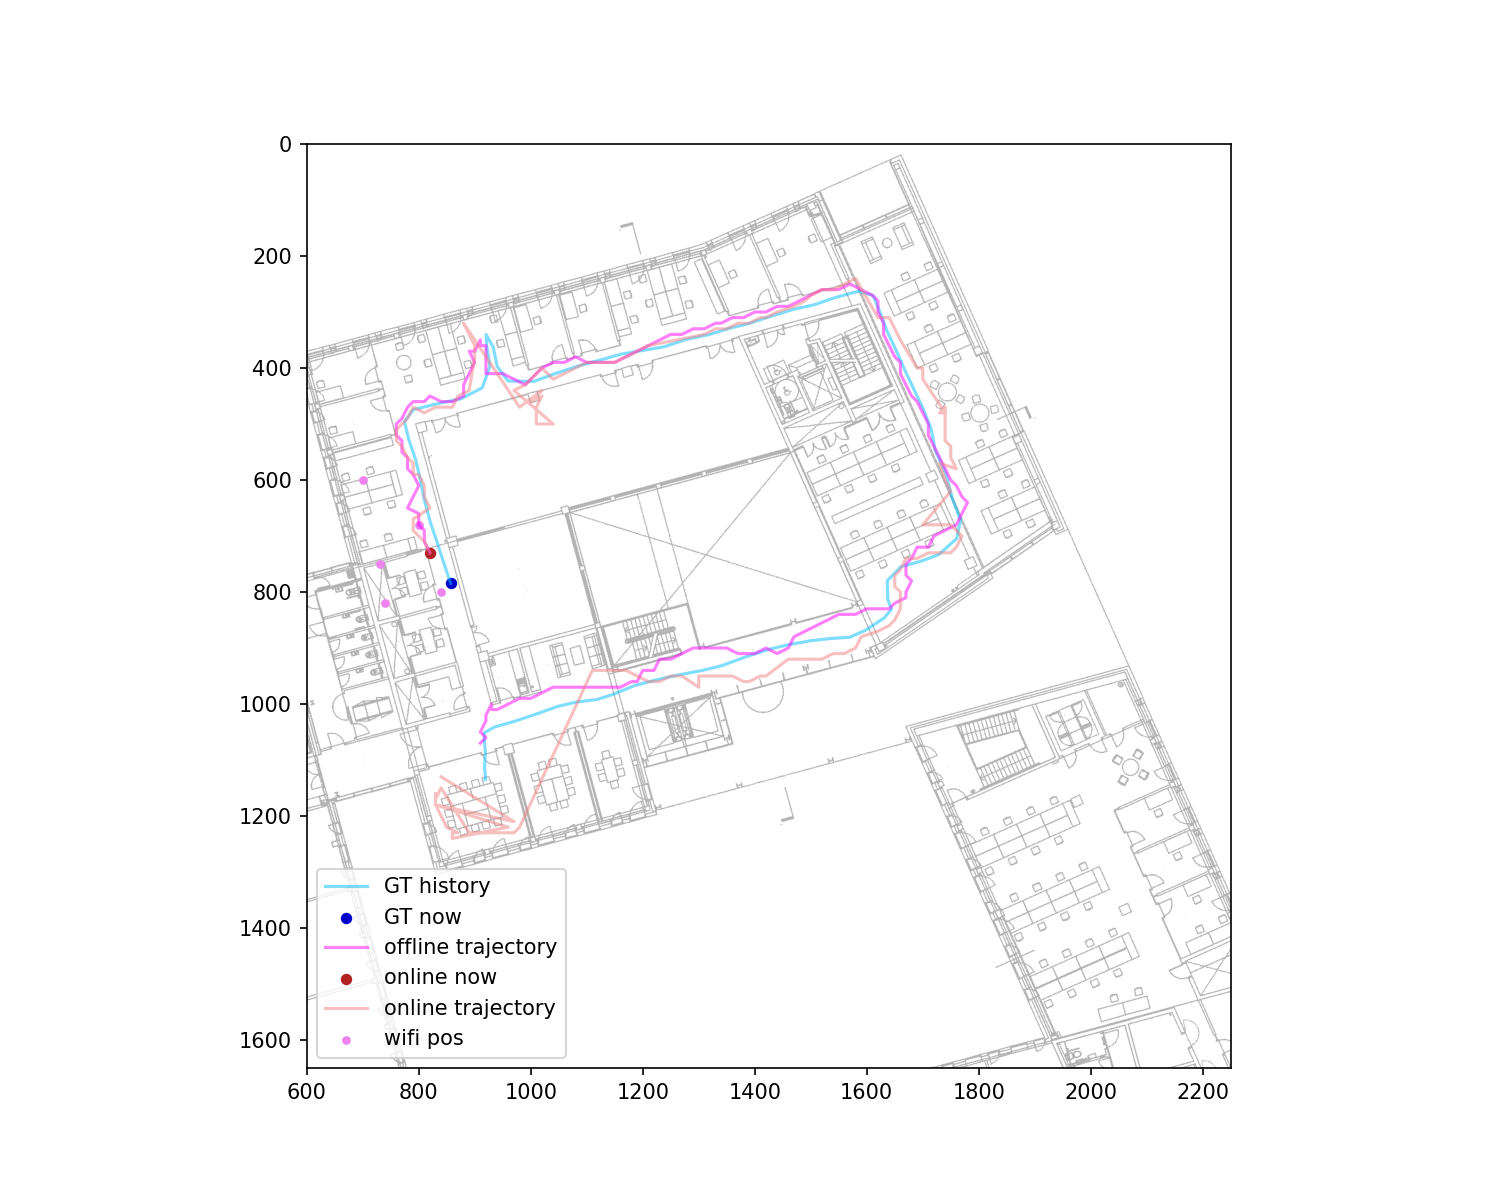 0
200
400
600
800
1000
1200
1400
1600
GT history
GT now
offline trajectory
online now
online trajectory
wifi pos
600 800 1000 1200 1400 1600 1800 2000 2200